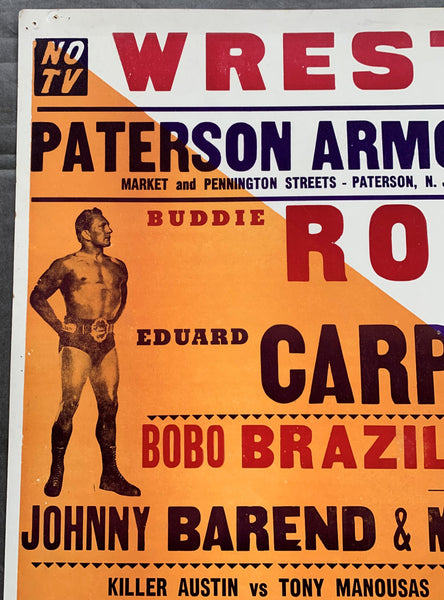 NO TV
WREST
PATERSON ARMO
MARKET and PENNINGTON STREETS - PATERSON, N. J
BUDDIE RO
EDUARD CARP
BOBO BRAZIL
JOHNNY BAREND & M
KILLER AUSTIN vs TONY MANOUSAS